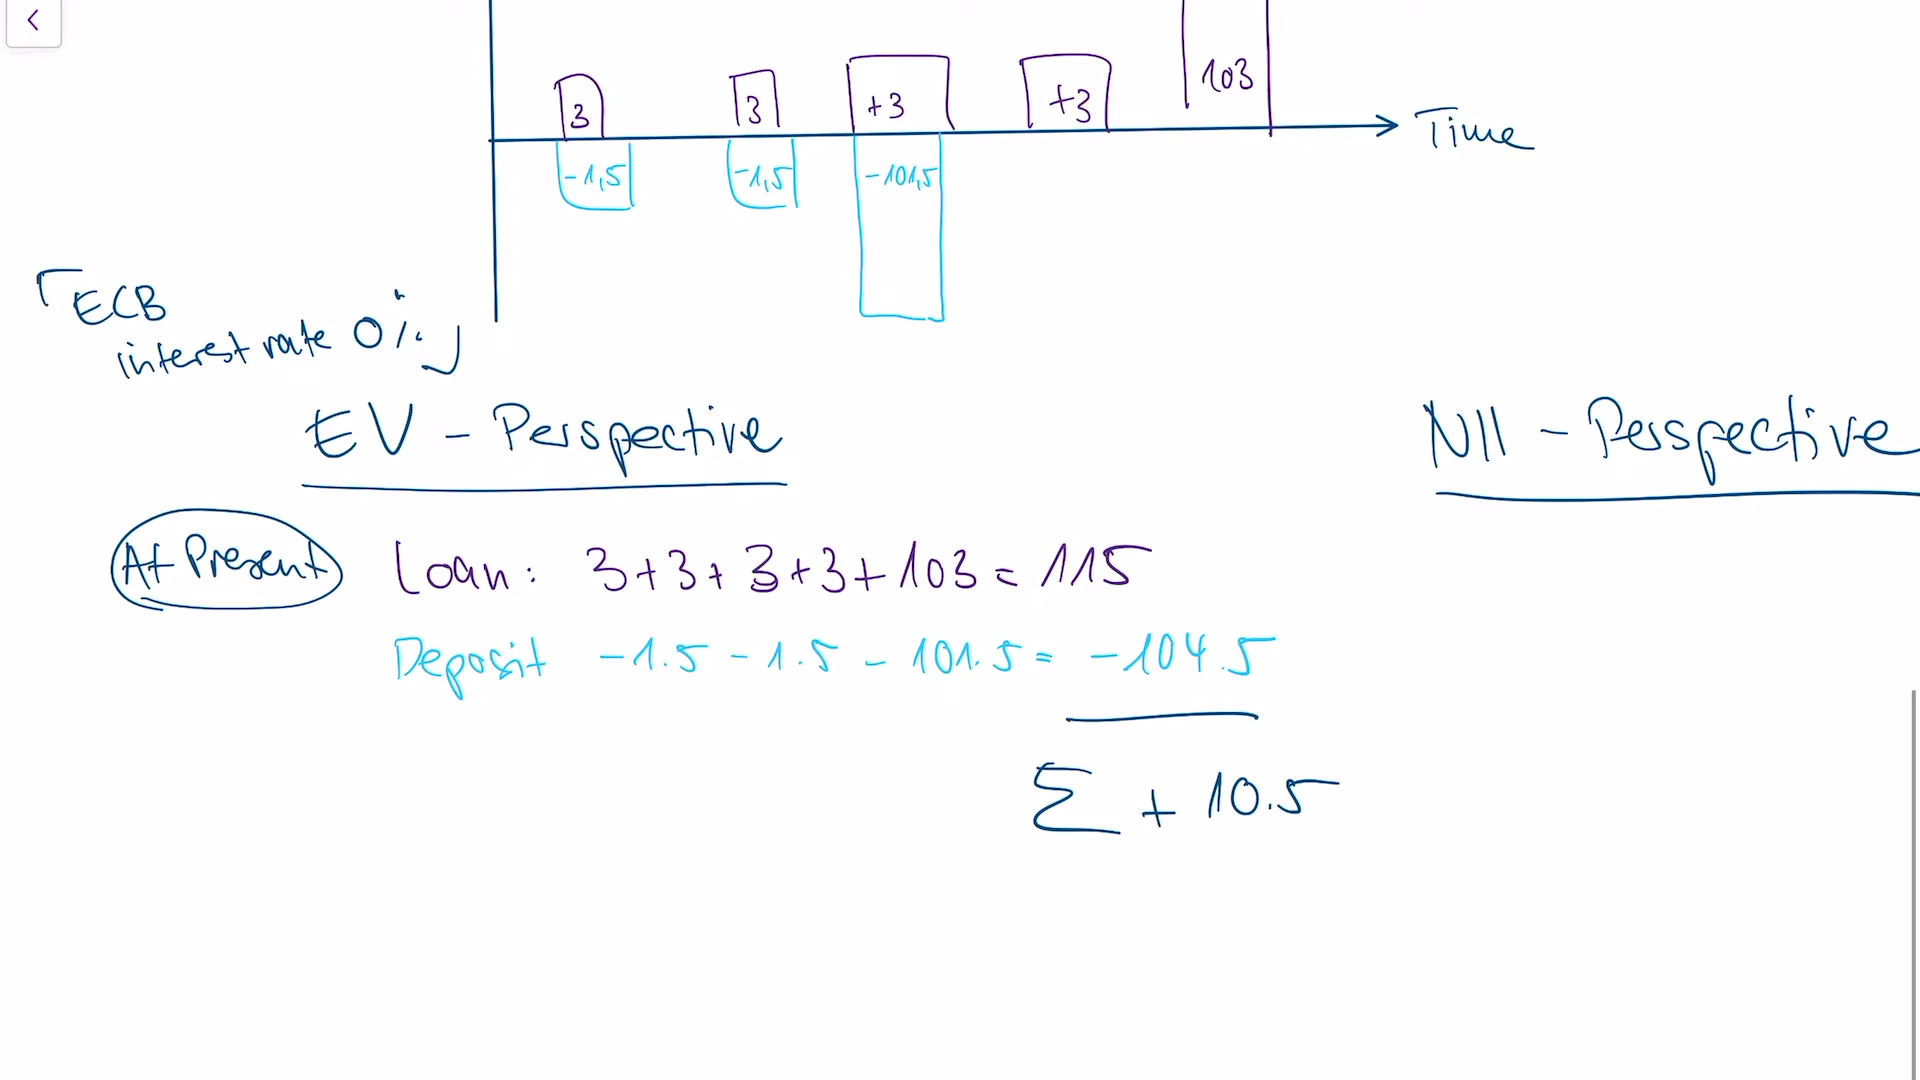 3 3 +3 +3 103
Time
-1,5 -1,5 -101,5
ECB
interest rate 0%
EV - Perspective NII - Perspective
At Present Loan: 3+3+3+3+103 = 115
Deposit -1.5 - 1.5 - 101.5 = -104.5
Σ + 10.5